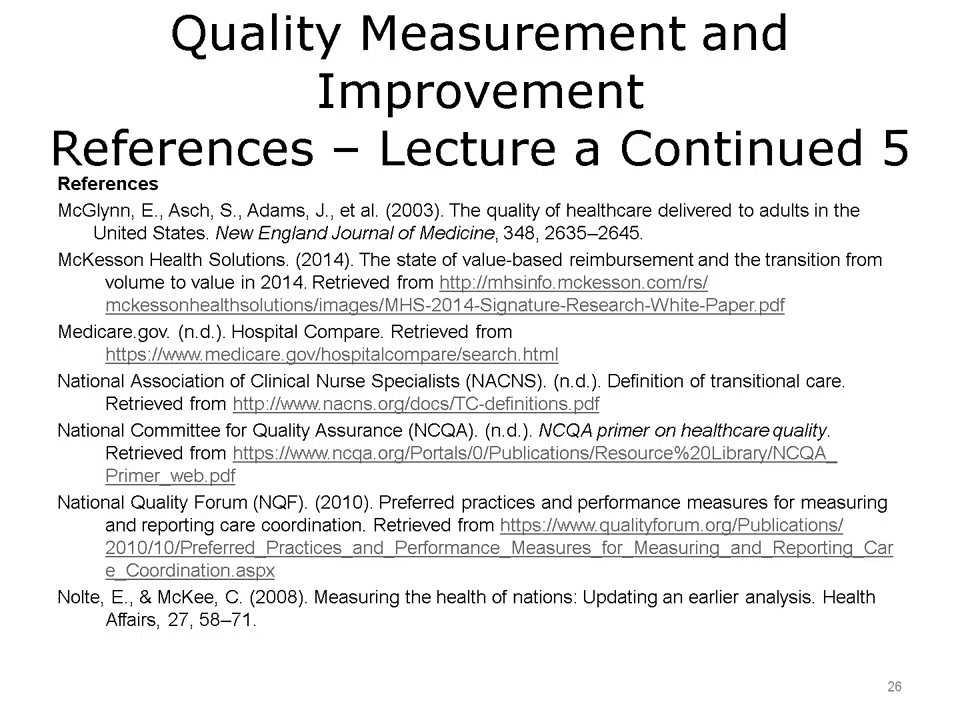 Quality Measurement and
Improvement
References – Lecture a Continued 5
References
McGlynn, E., Asch, S., Adams, J., et al. (2003). The quality of healthcare delivered to adults in the
United States. New England Journal of Medicine, 348, 2635–2645.
McKesson Health Solutions. (2014). The state of value-based reimbursement and the transition from
volume to value in 2014. Retrieved from http://mhsinfo.mckesson.com/rs/
mckessonhealthsolutions/images/MHS-2014-Signature-Research-White-Paper.pdf
Medicare.gov. (n.d.). Hospital Compare. Retrieved from
https://www.medicare.gov/hospitalcompare/search.html
National Association of Clinical Nurse Specialists (NACNS). (n.d.). Definition of transitional care.
Retrieved from http://www.nacns.org/docs/TC-definitions.pdf
National Committee for Quality Assurance (NCQA). (n.d.). NCQA primer on healthcare quality.
Retrieved from https://www.ncqa.org/Portals/0/Publications/Resource%20Library/NCQA_
Primer_web.pdf
National Quality Forum (NQF). (2010). Preferred practices and performance measures for measuring
and reporting care coordination. Retrieved from https://www.qualityforum.org/Publications/
2010/10/Preferred_Practices_and_Performance_Measures_for_Measuring_and_Reporting_Car
e_Coordination.aspx
Nolte, E., & McKee, C. (2008). Measuring the health of nations: Updating an earlier analysis. Health
Affairs, 27, 58–71.
26